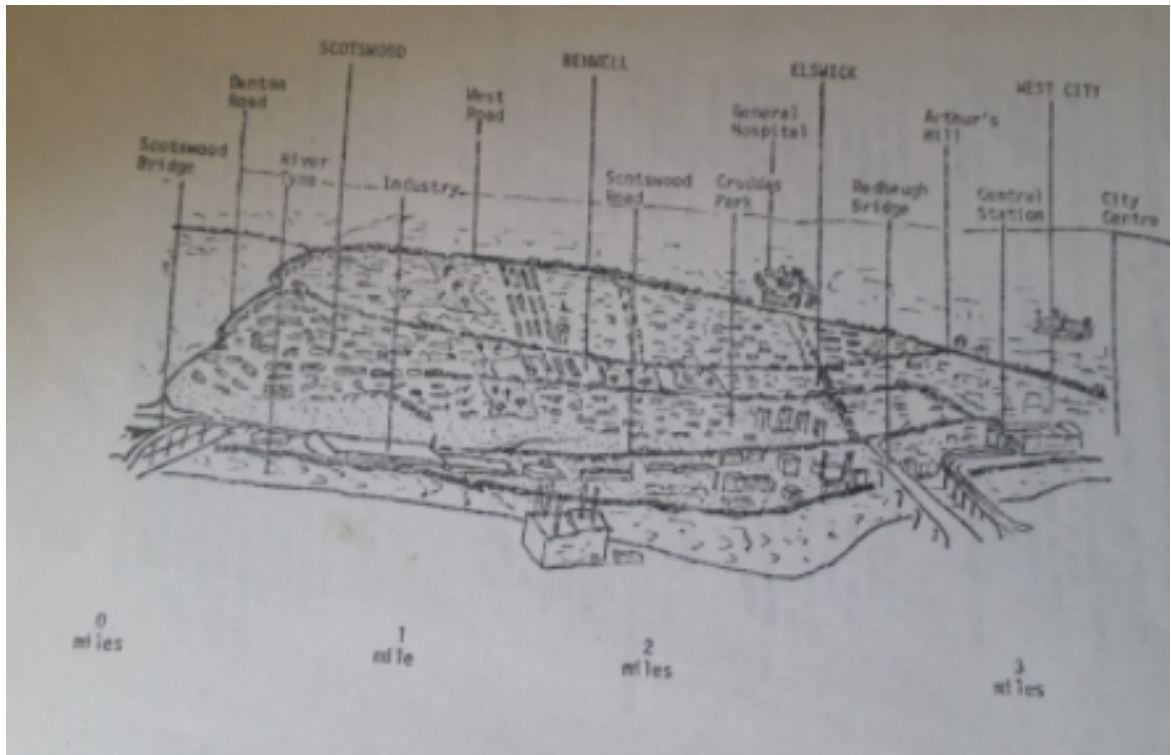 SCOTSWOOD
BENWELL
ELSWICK
WEST CITY
Denton
Road
West
Road
General
Hospital
Arthur's
Hill
Scotswood
Bridge
River
Tyne
Industry
Scotswood
Road
Cruddas
Park
Redheugh
Bridge
Central
Station
City
Centre
0
miles
1
mile
2
miles
3
miles